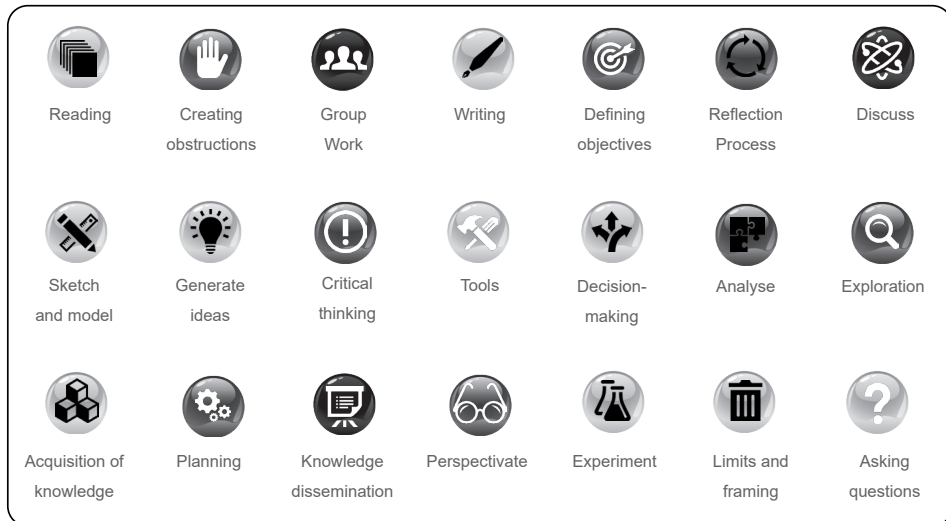 Reading
Creating
obstructions
Group
Work
Writing
Defining
objectives
Reflection
Process
Discuss
Sketch
and model
Generate
ideas
Critical
thinking
Tools
Decision-
making
Analyse
Exploration
Acquisition of
knowledge
Planning
Knowledge
dissemination
Perspectivate
Experiment
Limits and
framing
Asking
questions